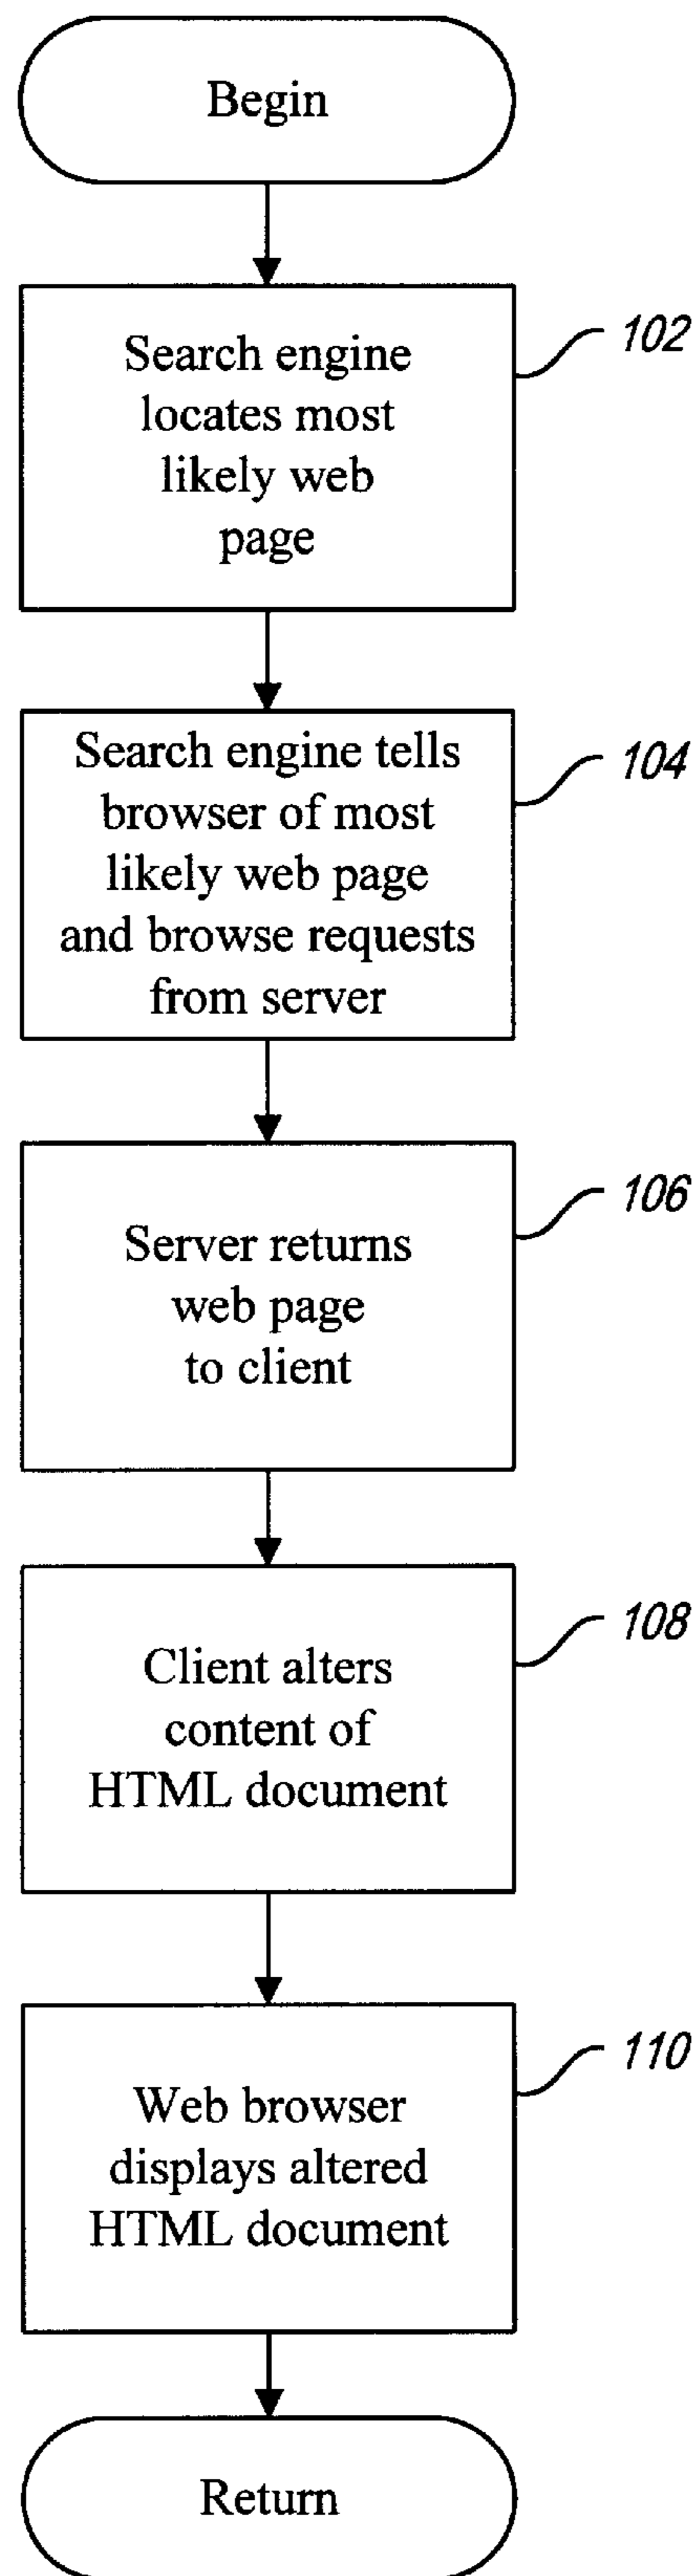 Begin
Search engine
locates most
likely web
page
102
Search engine tells
browser of most
likely web page
and browse requests
from server
104
Server returns
web page
to client
106
Client alters
content of
HTML document
108
Web browser
displays altered
HTML document
110
Return